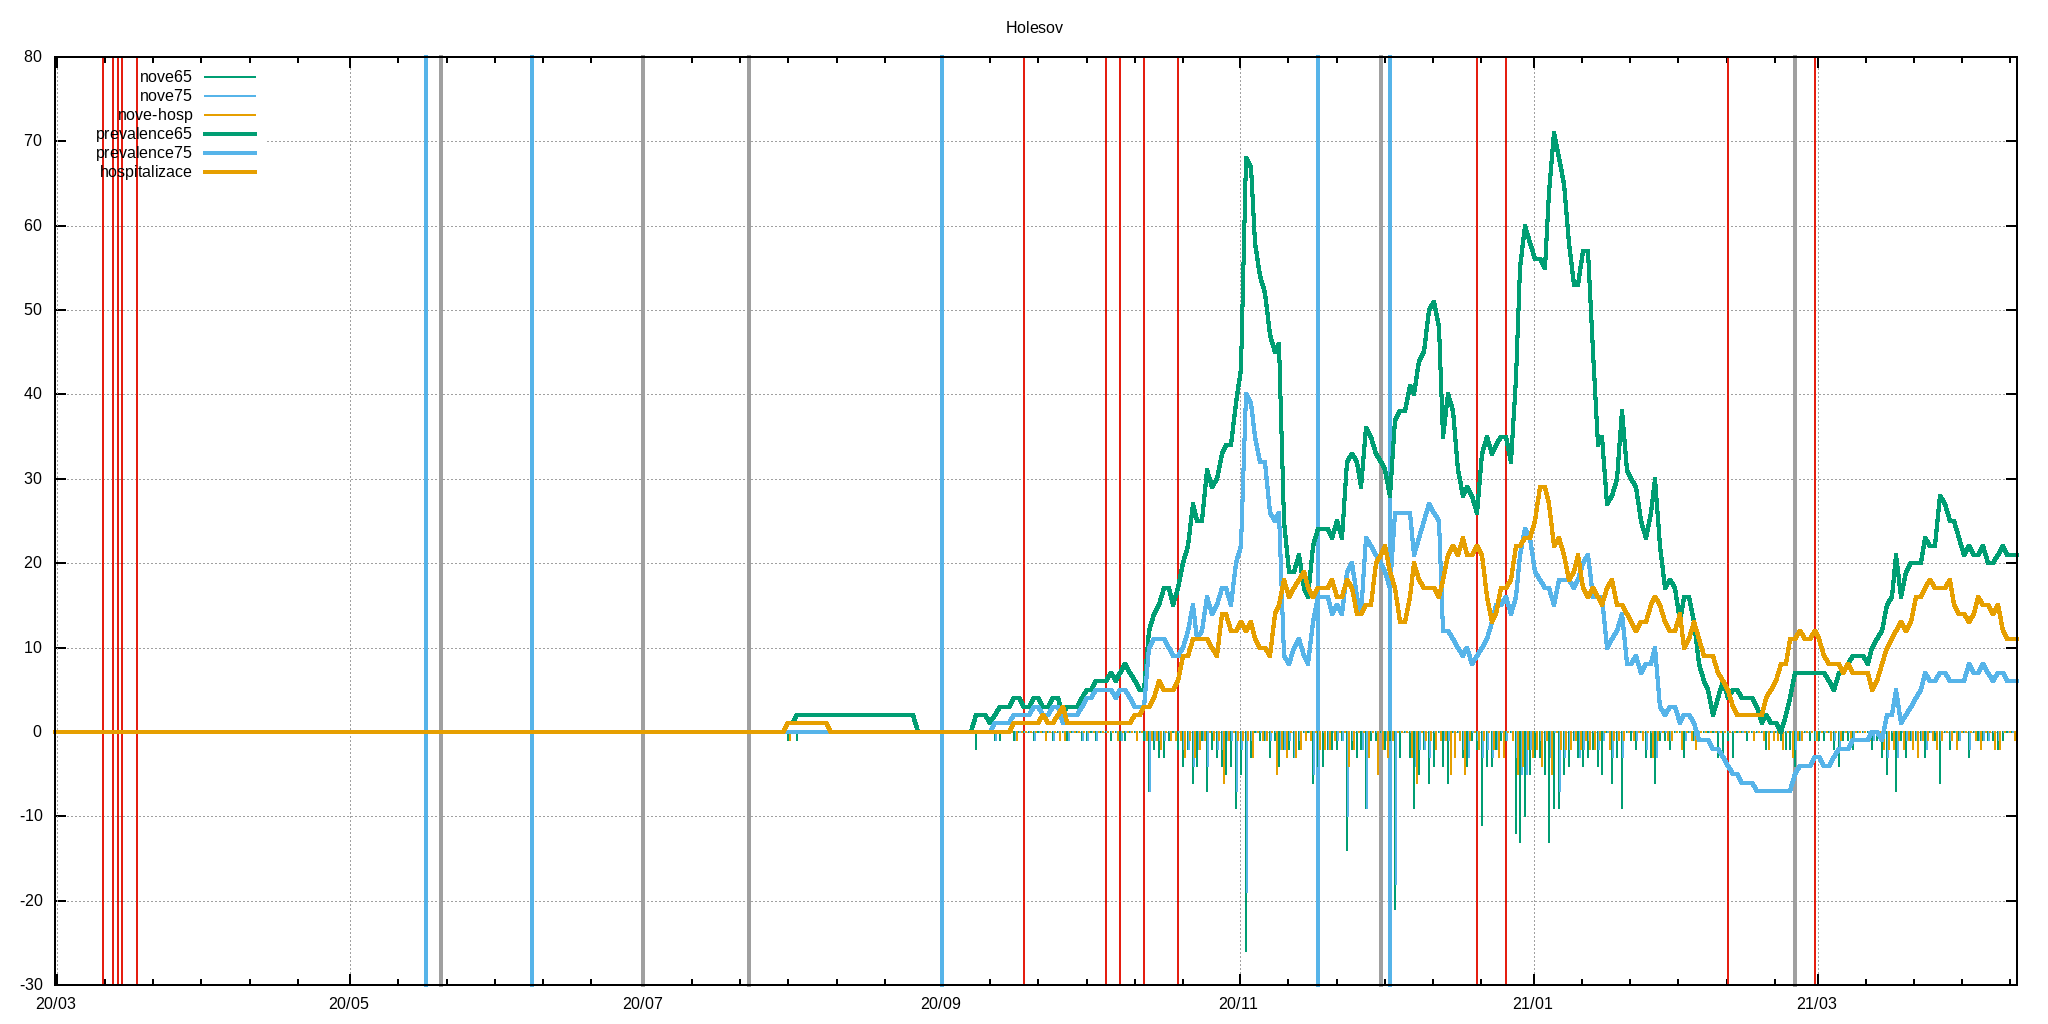 Holesov
80
70
60
50
40
30
20
10
0
-10
-20
-30
nove65
nove75
nove-hosp
prevalence65
prevalence75
hospitalizace
20/03 20/05 20/07 20/09 20/11 21/01 21/03